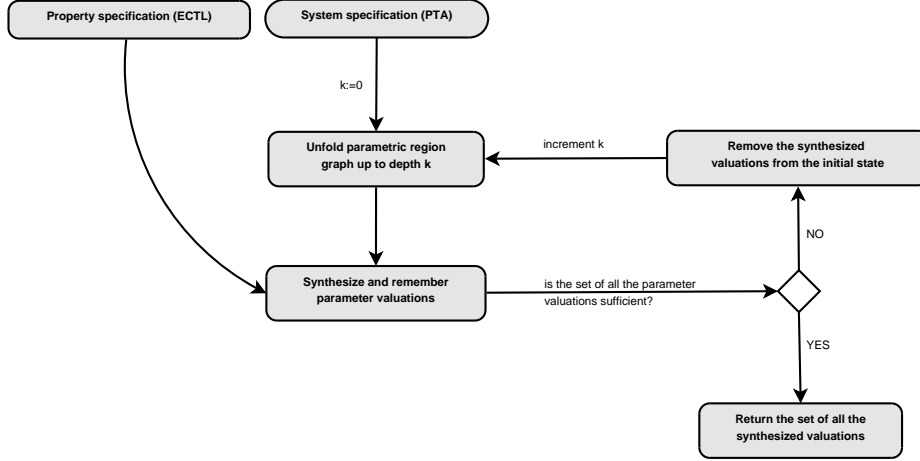 Property specification (ECTL)
System specification (PTA)
k:=0
Unfold parametric region
graph up to depth k
increment k
Remove the synthesized
valuations from the initial state
NO
Synthesize and remember
parameter valuations
is the set of all the parameter
valuations sufficient?
YES
Return the set of all the
synthesized valuations